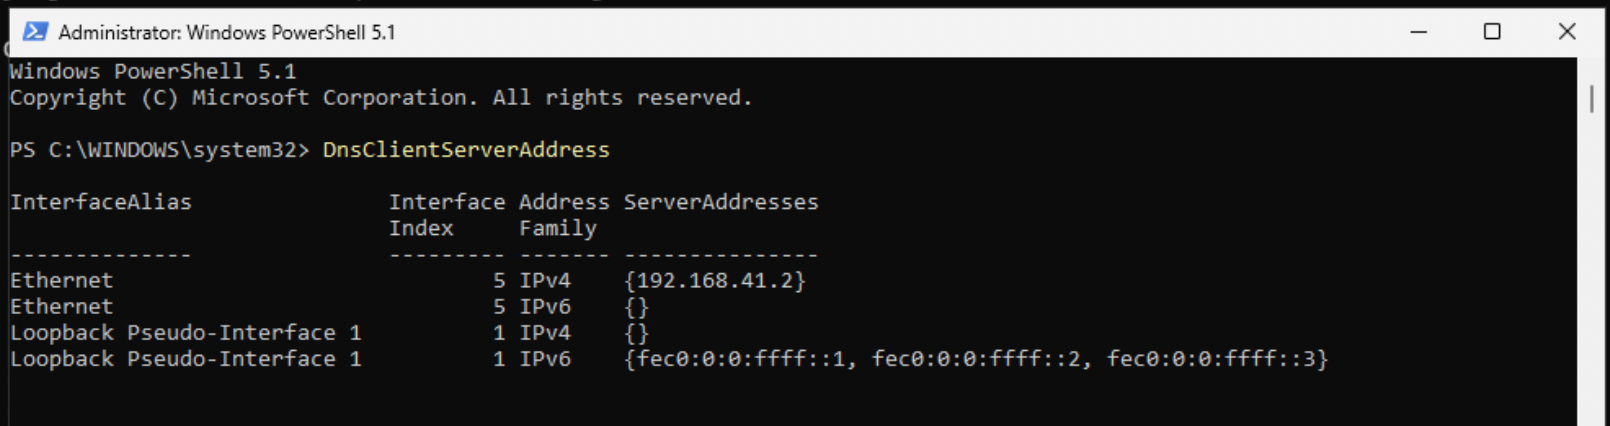 Administrator: Windows PowerShell 5.1
Windows PowerShell 5.1
Copyright (C) Microsoft Corporation. All rights reserved.
PS C:\WINDOWS\system32> DnsClientServerAddress
InterfaceAlias                Interface Address ServerAddresses
                              Index     Family
--------------                --------- ------- ---------------
Ethernet                              5 IPv4    {192.168.41.2}
Ethernet                              5 IPv6    {}
Loopback Pseudo-Interface 1           1 IPv4    {}
Loopback Pseudo-Interface 1           1 IPv6    {fec0:0:0:ffff::1, fec0:0:0:ffff::2, fec0:0:0:ffff::3}